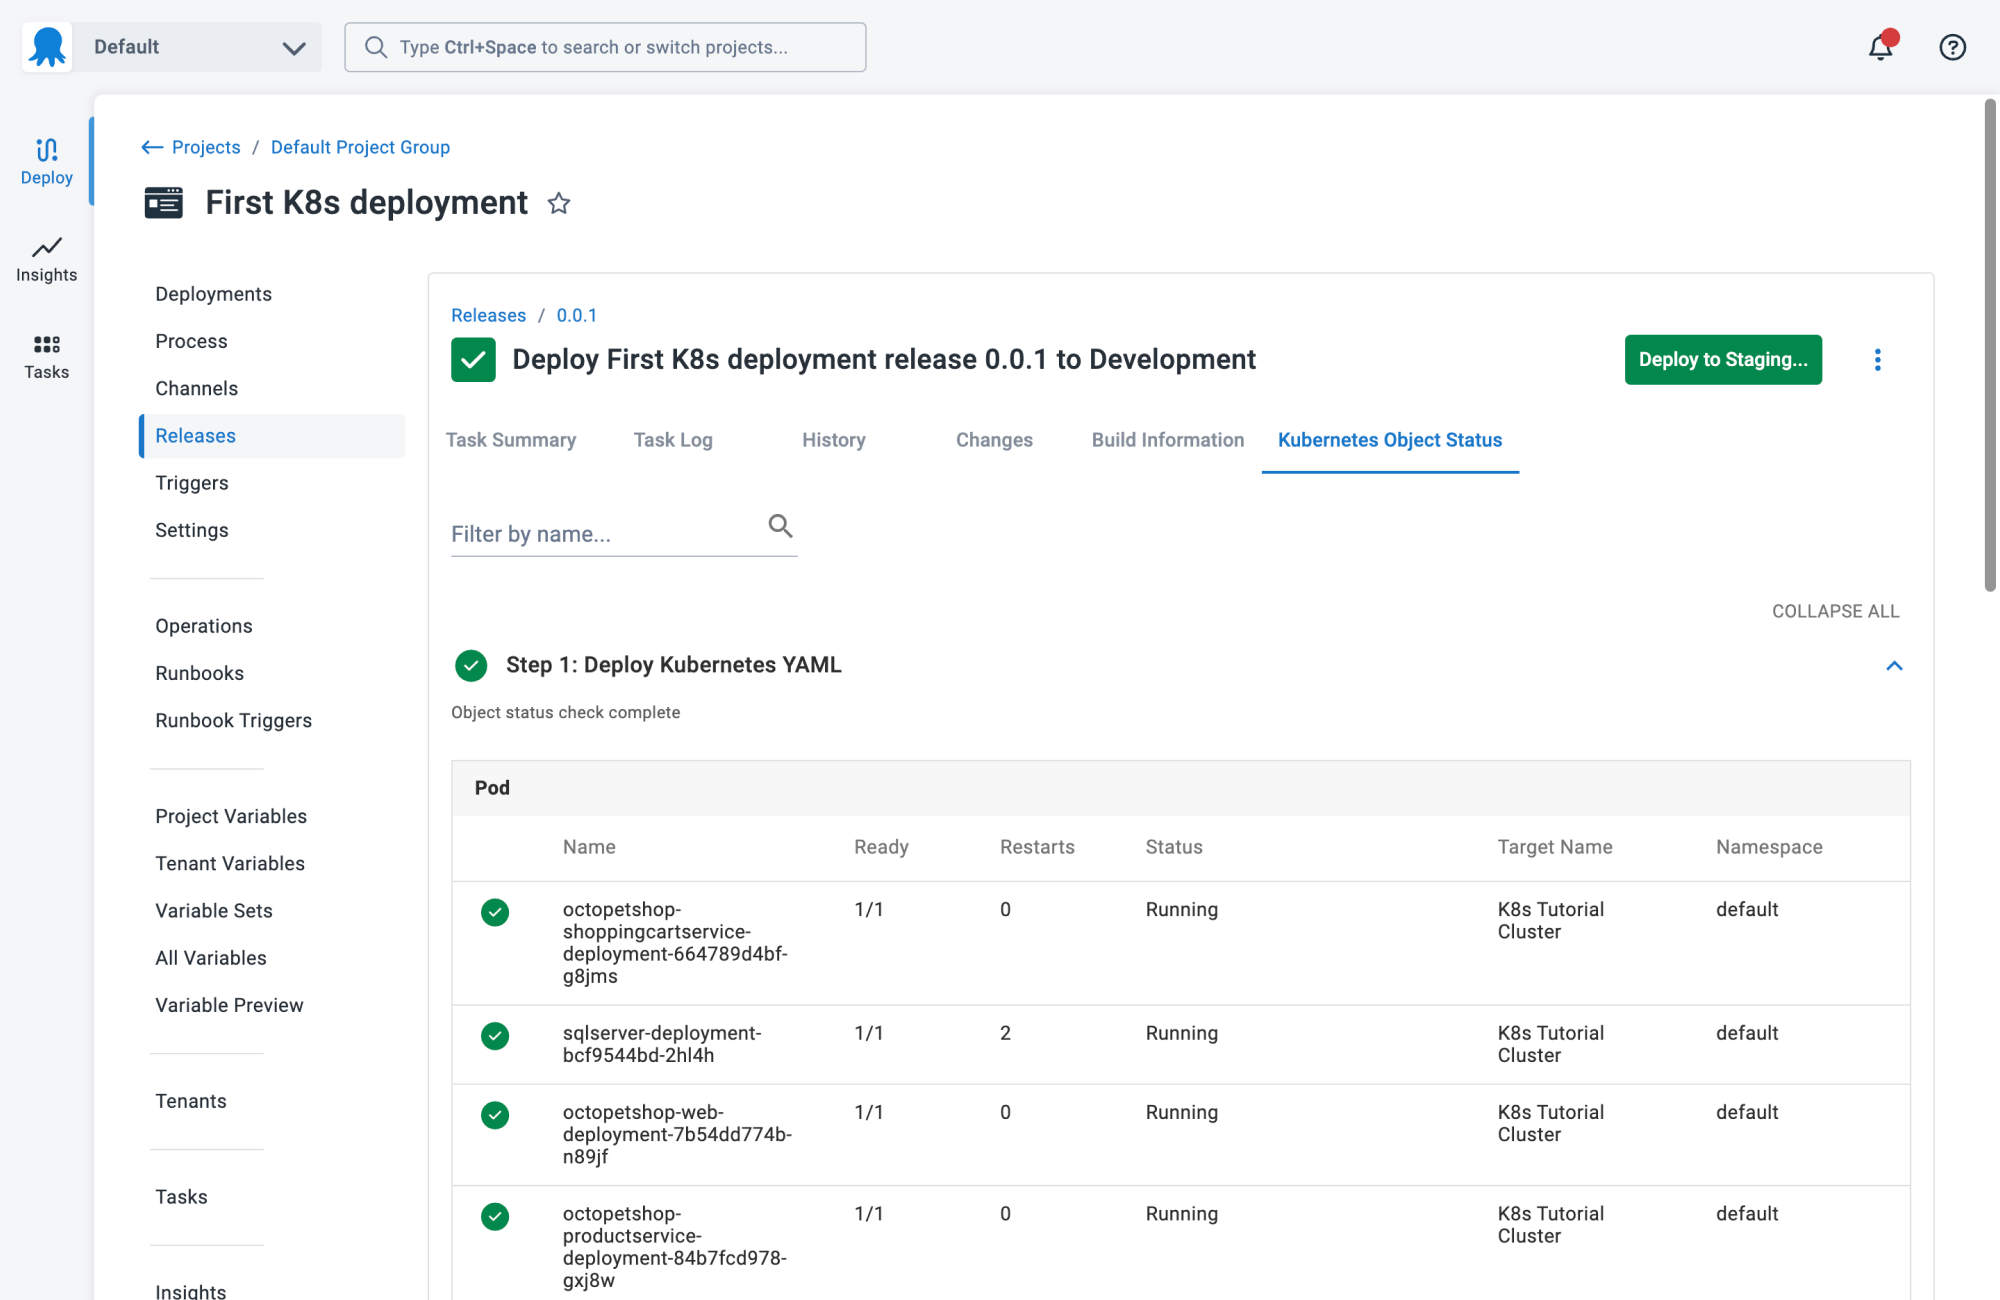 Default
Type Ctrl+Space to search or switch projects...
Deploy
Insights
Tasks
Projects / Default Project Group
First K8s deployment
Deployments
Process
Channels
Releases
Triggers
Settings
Operations
Runbooks
Runbook Triggers
Project Variables
Tenant Variables
Variable Sets
All Variables
Variable Preview
Tenants
Tasks
Insights
Releases / 0.0.1
Deploy First K8s deployment release 0.0.1 to Development
Deploy to Staging...
Task Summary Task Log History Changes Build Information Kubernetes Object Status
Filter by name...
COLLAPSE ALL
Step 1: Deploy Kubernetes YAML
Object status check complete
Pod
Name Ready Restarts Status Target Name Namespace
octopetshop- 1/1 0 Running K8s Tutorial default
shoppingcartservice- Cluster
deployment-664789d4bf-
g8jms
sqlserver-deployment- 1/1 2 Running K8s Tutorial default
bcf9544bd-2hl4h Cluster
octopetshop-web- 1/1 0 Running K8s Tutorial default
deployment-7b54dd774b- Cluster
n89jf
octopetshop- 1/1 0 Running K8s Tutorial default
productservice- Cluster
deployment-84b7fcd978-
gxj8w